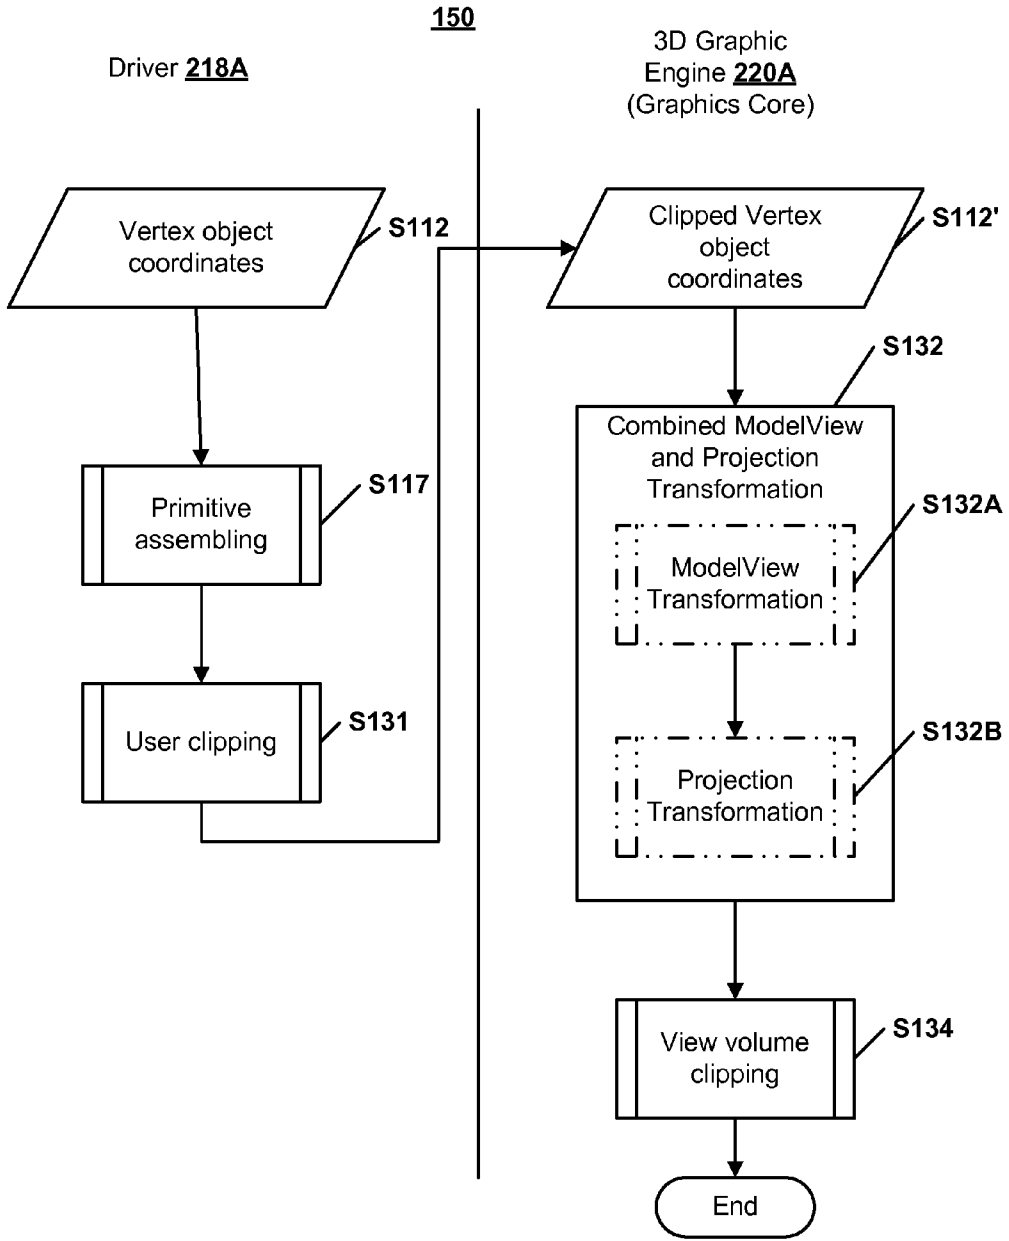 150
Driver 218A
3D Graphic
Engine 220A
(Graphics Core)
Vertex object
coordinates
S112
Primitive
assembling
S117
User clipping
S131
Clipped Vertex
object
coordinates
S112'
S132
Combined ModelView
and Projection
Transformation
S132A
ModelView
Transformation
S132B
Projection
Transformation
View volume
clipping
S134
End